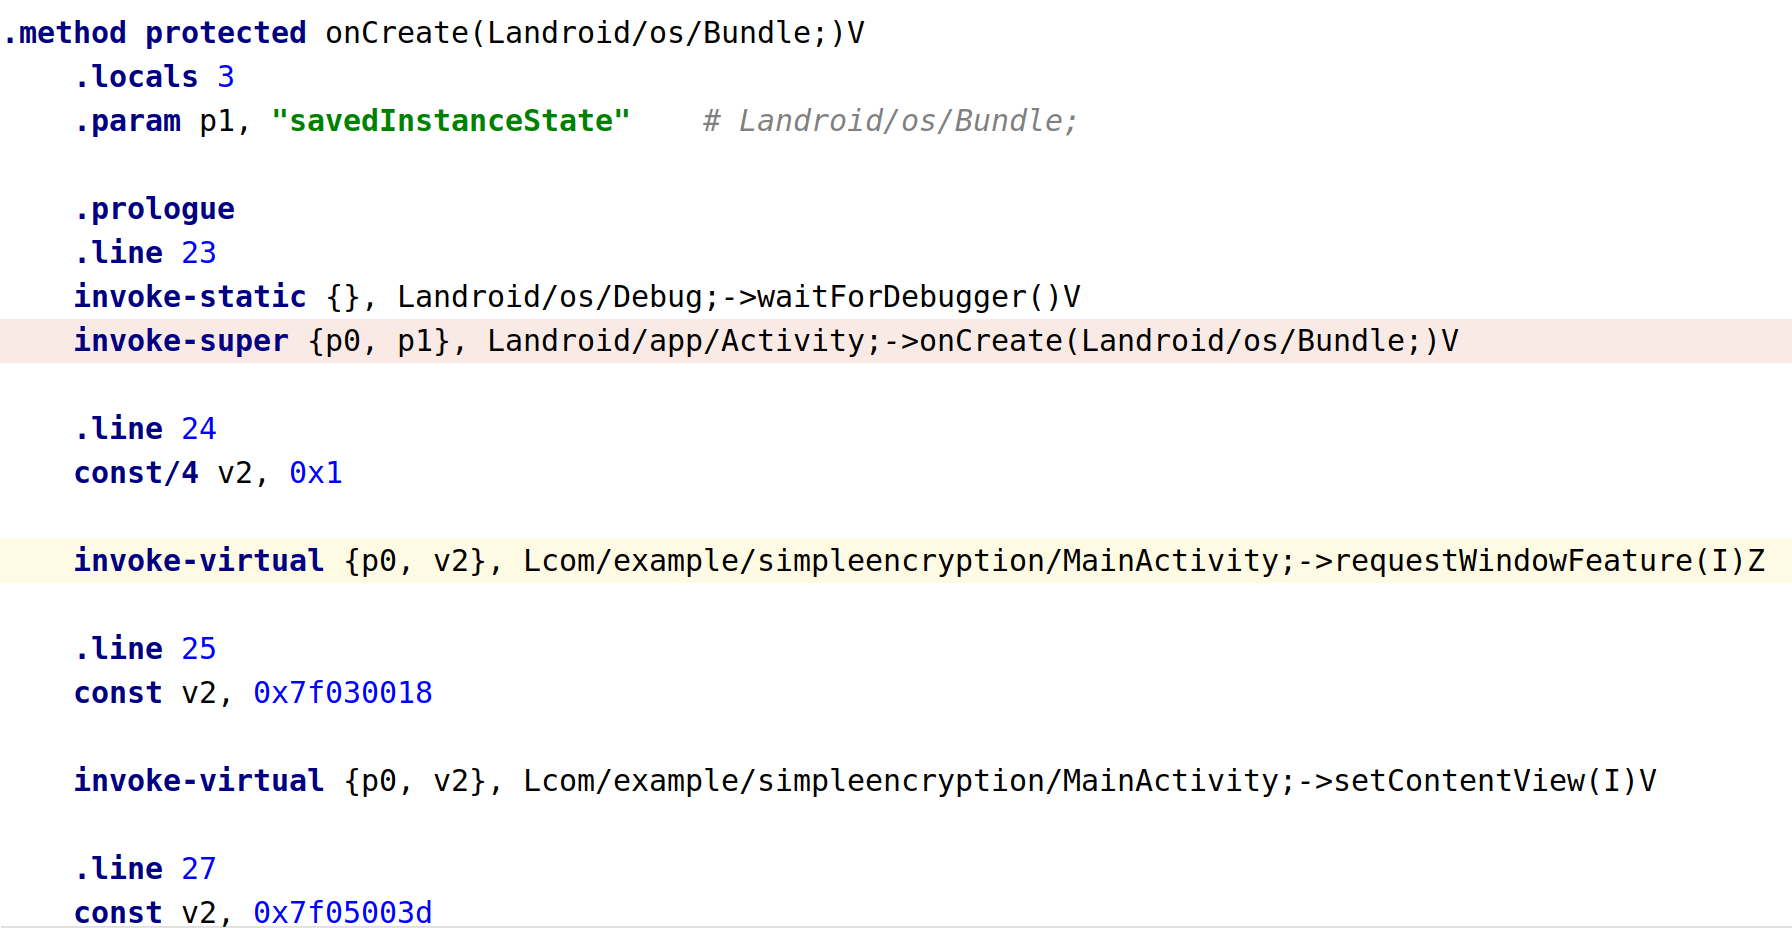 .method protected onCreate(Landroid/os/Bundle;)V
    .locals 3
    .param p1, "savedInstanceState"    # Landroid/os/Bundle;

    .prologue
    .line 23
    invoke-static {}, Landroid/os/Debug;->waitForDebugger()V
    invoke-super {p0, p1}, Landroid/app/Activity;->onCreate(Landroid/os/Bundle;)V

    .line 24
    const/4 v2, 0x1

    invoke-virtual {p0, v2}, Lcom/example/simpleencryption/MainActivity;->requestWindowFeature(I)Z

    .line 25
    const v2, 0x7f030018

    invoke-virtual {p0, v2}, Lcom/example/simpleencryption/MainActivity;->setContentView(I)V

    .line 27
    const v2, 0x7f05003d